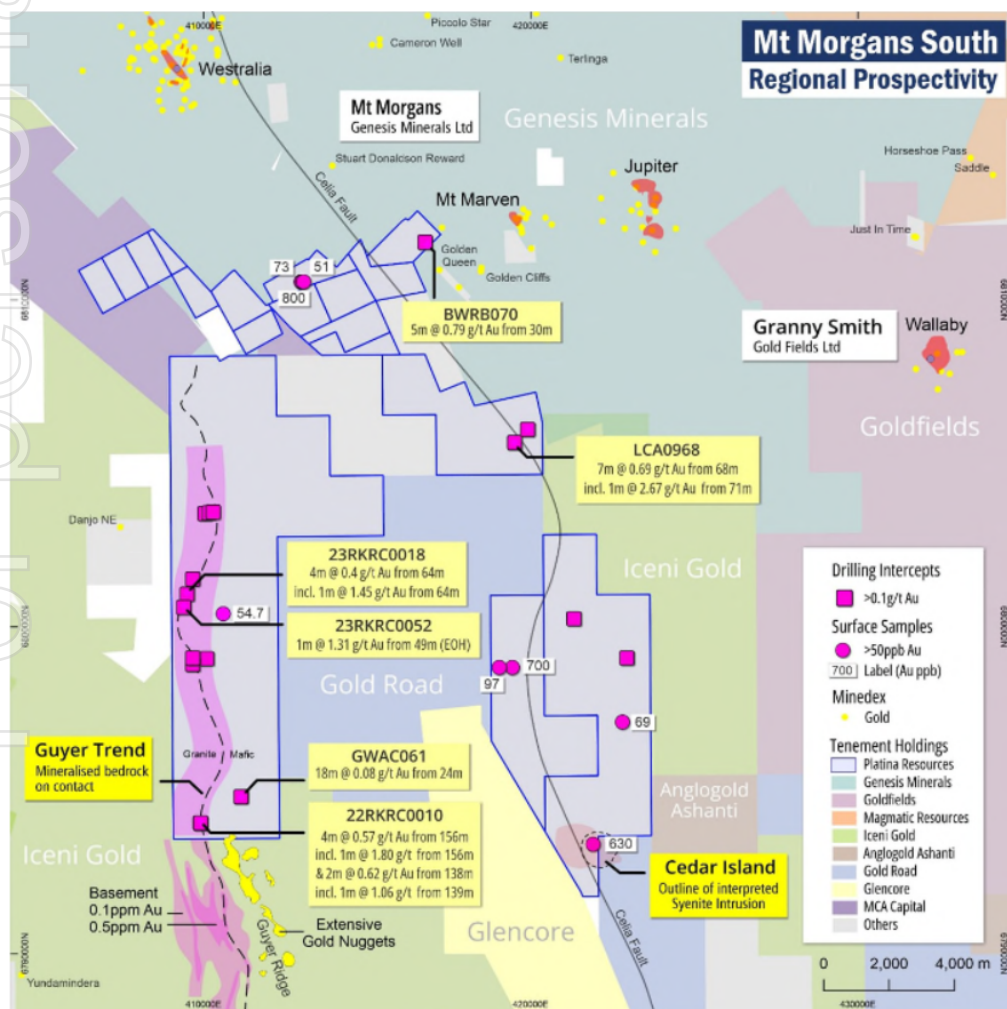 410000E
420000E
Piccolo Star
Cameron Well
Terlinga
Mt Morgans South
Regional Prospectivity
Westralia
Mt Morgans
Genesis Minerals Ltd
Genesis Minerals
Horseshoe Pass
Saddle
Stuart Donaldson Reward
Jupiter
Celia Fault
Mt Marven
Just In Time
Golden
Queen
Golden Cliffs
73
51
800
BWRB070
5m @ 0.79 g/t Au from 30m
Granny Smith
Gold Fields Ltd
Wallaby
6810000N
Goldfields
LCA0968
7m @ 0.69 g/t Au from 68m
incl. 1m @ 2.67 g/t Au from 71m
Danjo NE
23RKRC0018
4m @ 0.4 g/t Au from 64m
incl. 1m @ 1.45 g/t Au from 64m
Iceni Gold
54.7
23RKRC0052
1m @ 1.31 g/t Au from 49m (EOH)
Gold Road
700
97
69
Guyer Trend
Mineralised bedrock
on contact
Granite
Mafic
GWAC061
18m @ 0.08 g/t Au from 24m
22RKRC0010
4m @ 0.57 g/t Au from 156m
incl. 1m @ 1.80 g/t from 156m
& 2m @ 0.62 g/t Au from 138m
incl. 1m @ 1.06 g/t from 139m
Anglogold
Ashanti
630
Cedar Island
Outline of interpreted
Syenite Intrusion
Iceni Gold
Basement
0.1ppm Au
0.5ppm Au
Extensive
Gold Nuggets
Guyer Ridge
Glencore
Celia Fault
Yundamindera
6790000N
6790000N
410000E
420000E
430000E
Drilling Intercepts
>0.1g/t Au
Surface Samples
>50ppb Au
700 Label (Au ppb)
Minedex
Gold
Tenement Holdings
Platina Resources
Genesis Minerals
Goldfields
Magmatic Resources
Iceni Gold
Anglogold Ashanti
Gold Road
Glencore
MCA Capital
Others
0 2,000 4,000 m